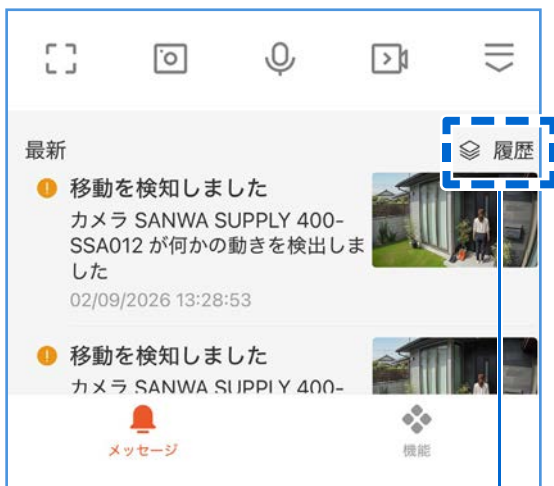 最新
履歴
移動を検知しました
カメラ SANWA SUPPLY 400-
SSA012 が何かの動きを検出しま
した
02/09/2026 13:28:53
移動を検知しました
カメラ SANWA SUPPLY 400-
メッセージ
機能